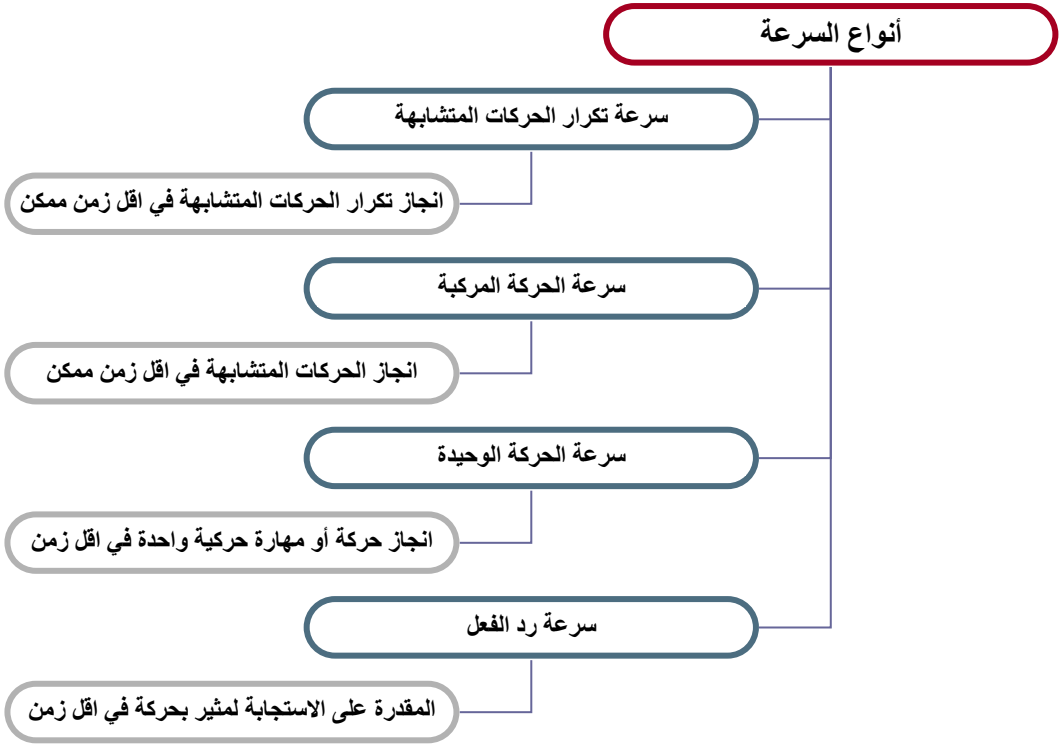 أنواع السرعة
سرعة تكرار الحركات المتشابهة
انجاز تكرار الحركات المتشابهة في اقل زمن ممكن
سرعة الحركة المركبة
انجاز الحركات المتشابهة في اقل زمن ممكن
سرعة الحركة الوحيدة
انجاز حركة أو مهارة حركية واحدة في اقل زمن
سرعة رد الفعل
المقدرة على الاستجابة لمثير بحركة في اقل زمن